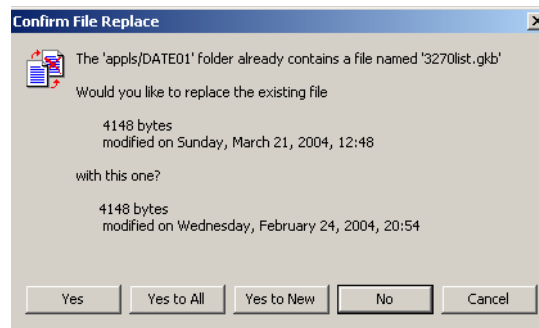 Confirm File Replace
The 'appls/DATE01' folder already contains a file named '3270list.gkb'
Would you like to replace the existing file
4148 bytes
modified on Sunday, March 21, 2004, 12:48
with this one?
4148 bytes
modified on Wednesday, February 24, 2004, 20:54
Yes Yes to All Yes to New No Cancel